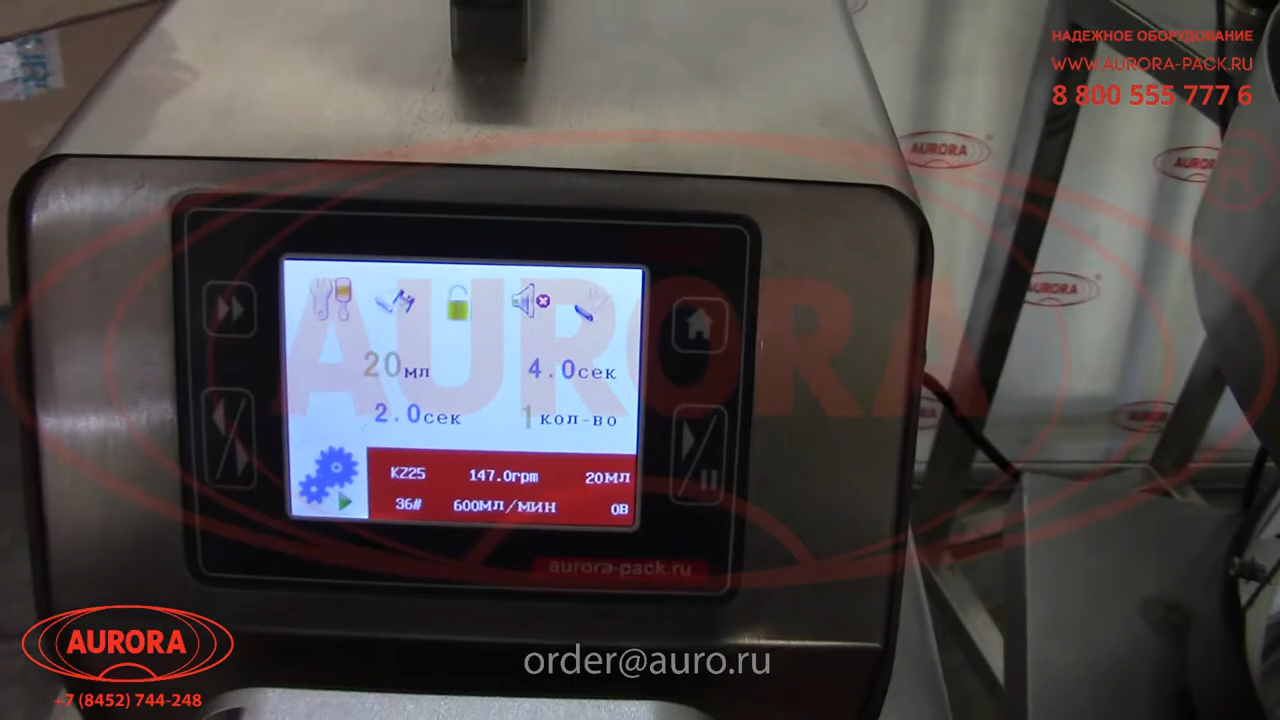 НАДЕЖНОЕ ОБОРУДОВАНИЕ
WWW.AURORA-PACK.RU
8 800 555 777 6
AURORA
AURORA
AURORA
20мл
4.0сек
2.0сек
1кол-во
KZ25
147.0rpm
20МЛ
36#
600МЛ/МИН
0В
aurora-pack.ru
AURORA
order@auro.ru
+7 (8452) 744-248